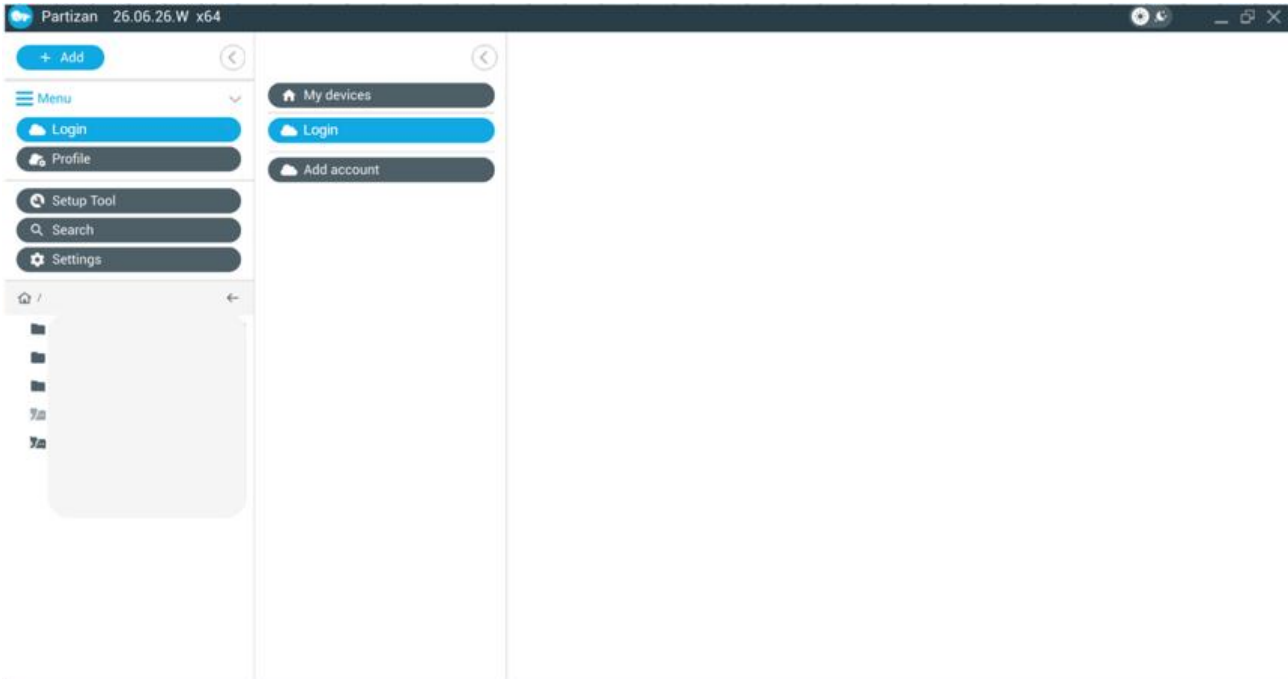 Partizan 26.06.26.W x64
+ Add
Menu
Login
Profile
Setup Tool
Search
Settings
/
My devices
Login
Add account